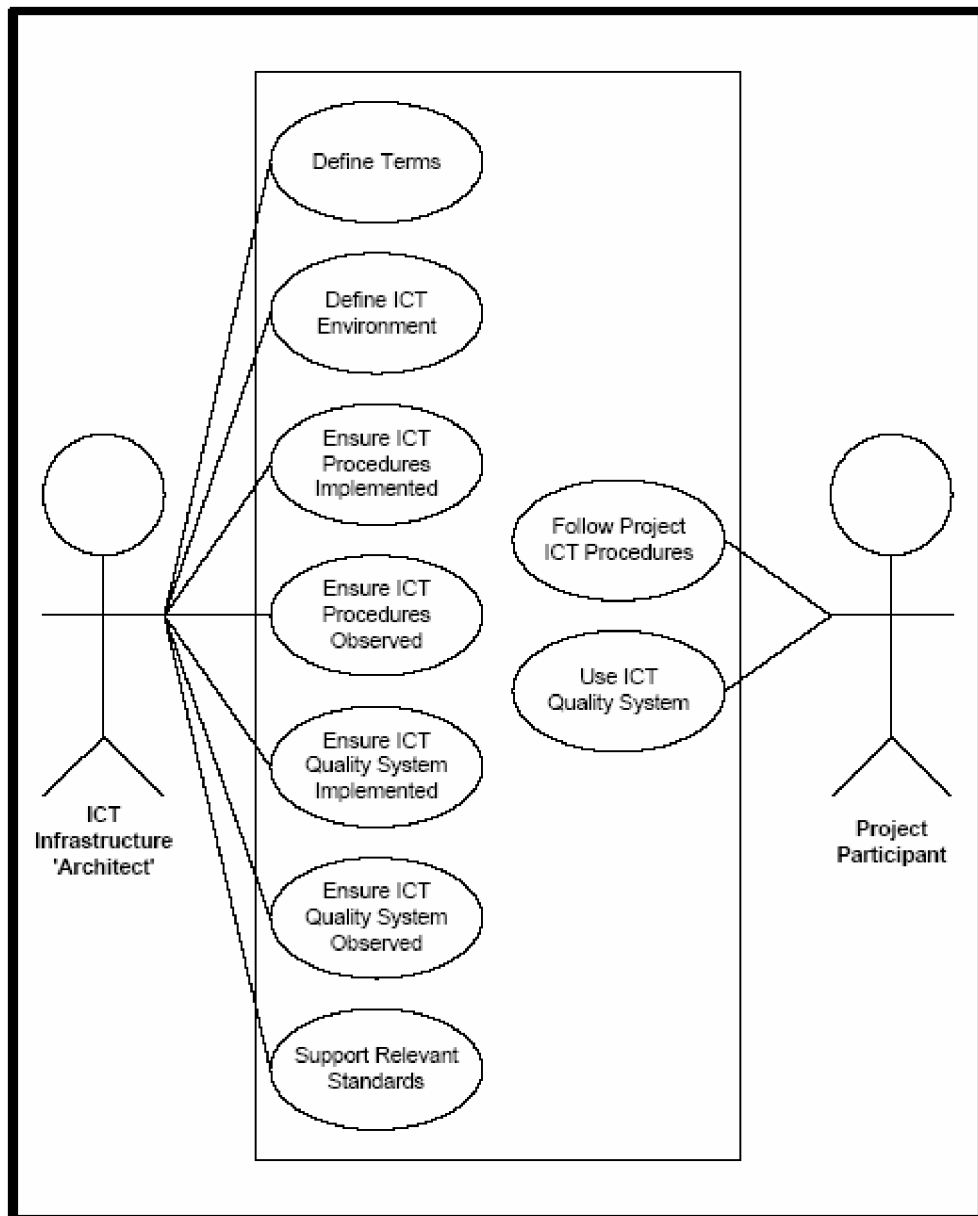 Define Terms
Define ICT
Environment
Ensure ICT
Procedures
Implemented
Ensure ICT
Procedures
Observed
Ensure ICT
Quality System
Implemented
Ensure ICT
Quality System
Observed
Support Relevant
Standards
Follow Project
ICT Procedures
Use ICT
Quality System
ICT
Infrastructure
'Architect'
Project
Participant